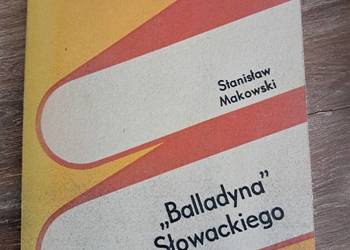 Stanisław
Makowski
„Balladyna”
Słowackiego